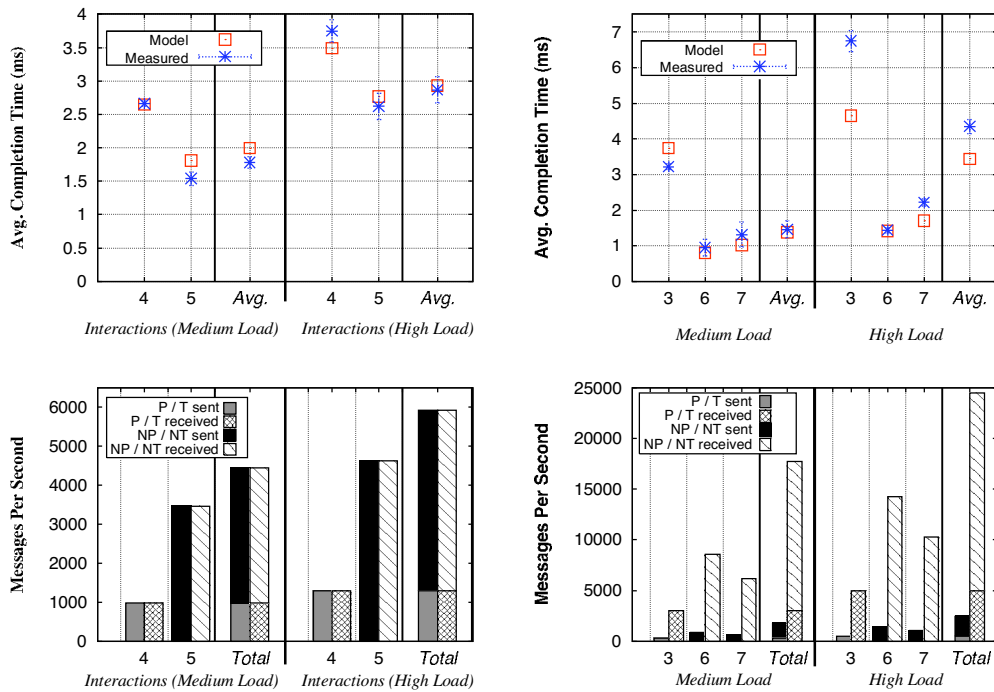 Avg. Completion Time (ms)
4
3.5
3
2.5
2
1.5
1
0.5
0
Model
Measured
4 5 Avg. 4 5 Avg.
Interactions (Medium Load) Interactions (High Load)
Avg. Completion Time (ms)
7
6
5
4
3
2
1
0
Model
Measured
3 6 7 Avg. 3 6 7 Avg.
Medium Load High Load
Messages Per Second
6000
5000
4000
3000
2000
1000
0
P / T sent
P / T received
NP / NT sent
NP / NT received
4 5 Total 4 5 Total
Interactions (Medium Load) Interactions (High Load)
Messages Per Second
25000
20000
15000
10000
5000
0
P / T sent
P / T received
NP / NT sent
NP / NT received
3 6 7 Total 3 6 7 Total
Medium Load High Load